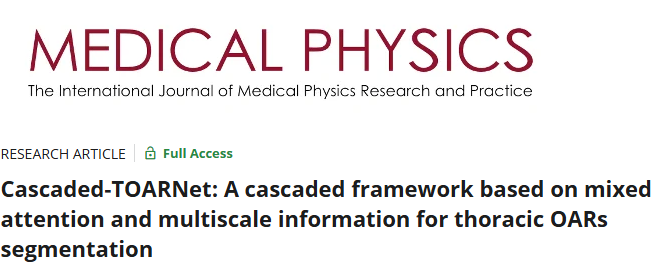 MEDICAL PHYSICS
The International Journal of Medical Physics Research and Practice
RESEARCH ARTICLE Full Access
Cascaded-TOARNet: A cascaded framework based on mixed
attention and multiscale information for thoracic OARs
segmentation